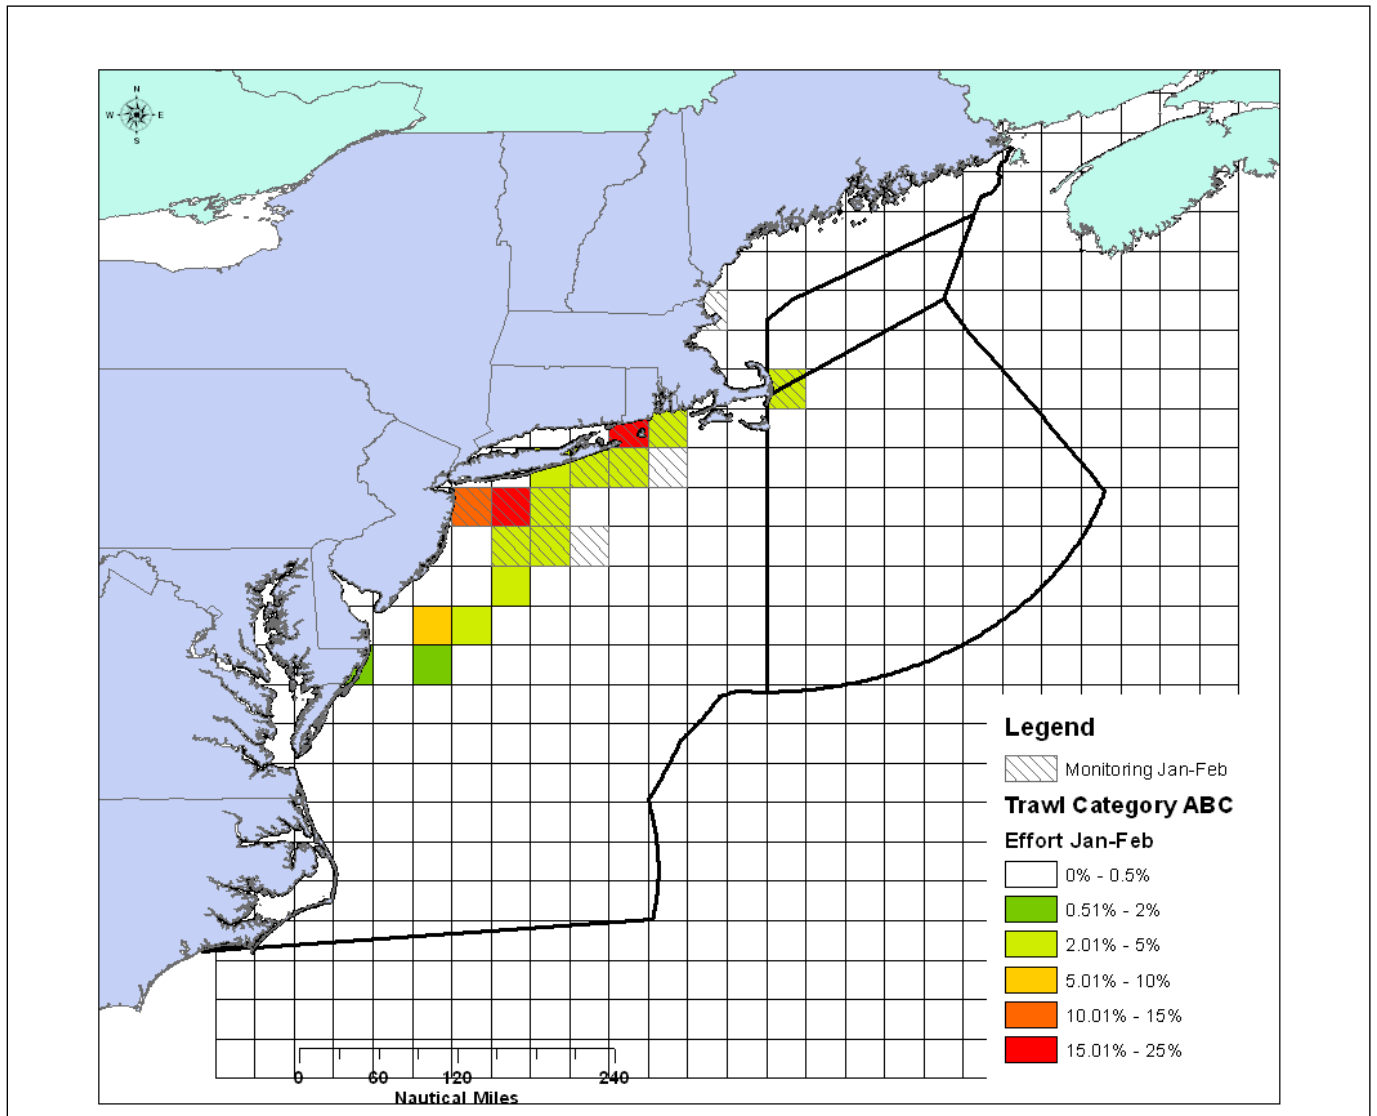 N
W E
S
Legend
Monitoring Jan-Feb
Trawl Category ABC
Effort Jan-Feb
0% - 0.5%
0.51% - 2%
2.01% - 5%
5.01% - 10%
10.01% - 15%
15.01% - 25%
0 60 120 240
Nautical Miles